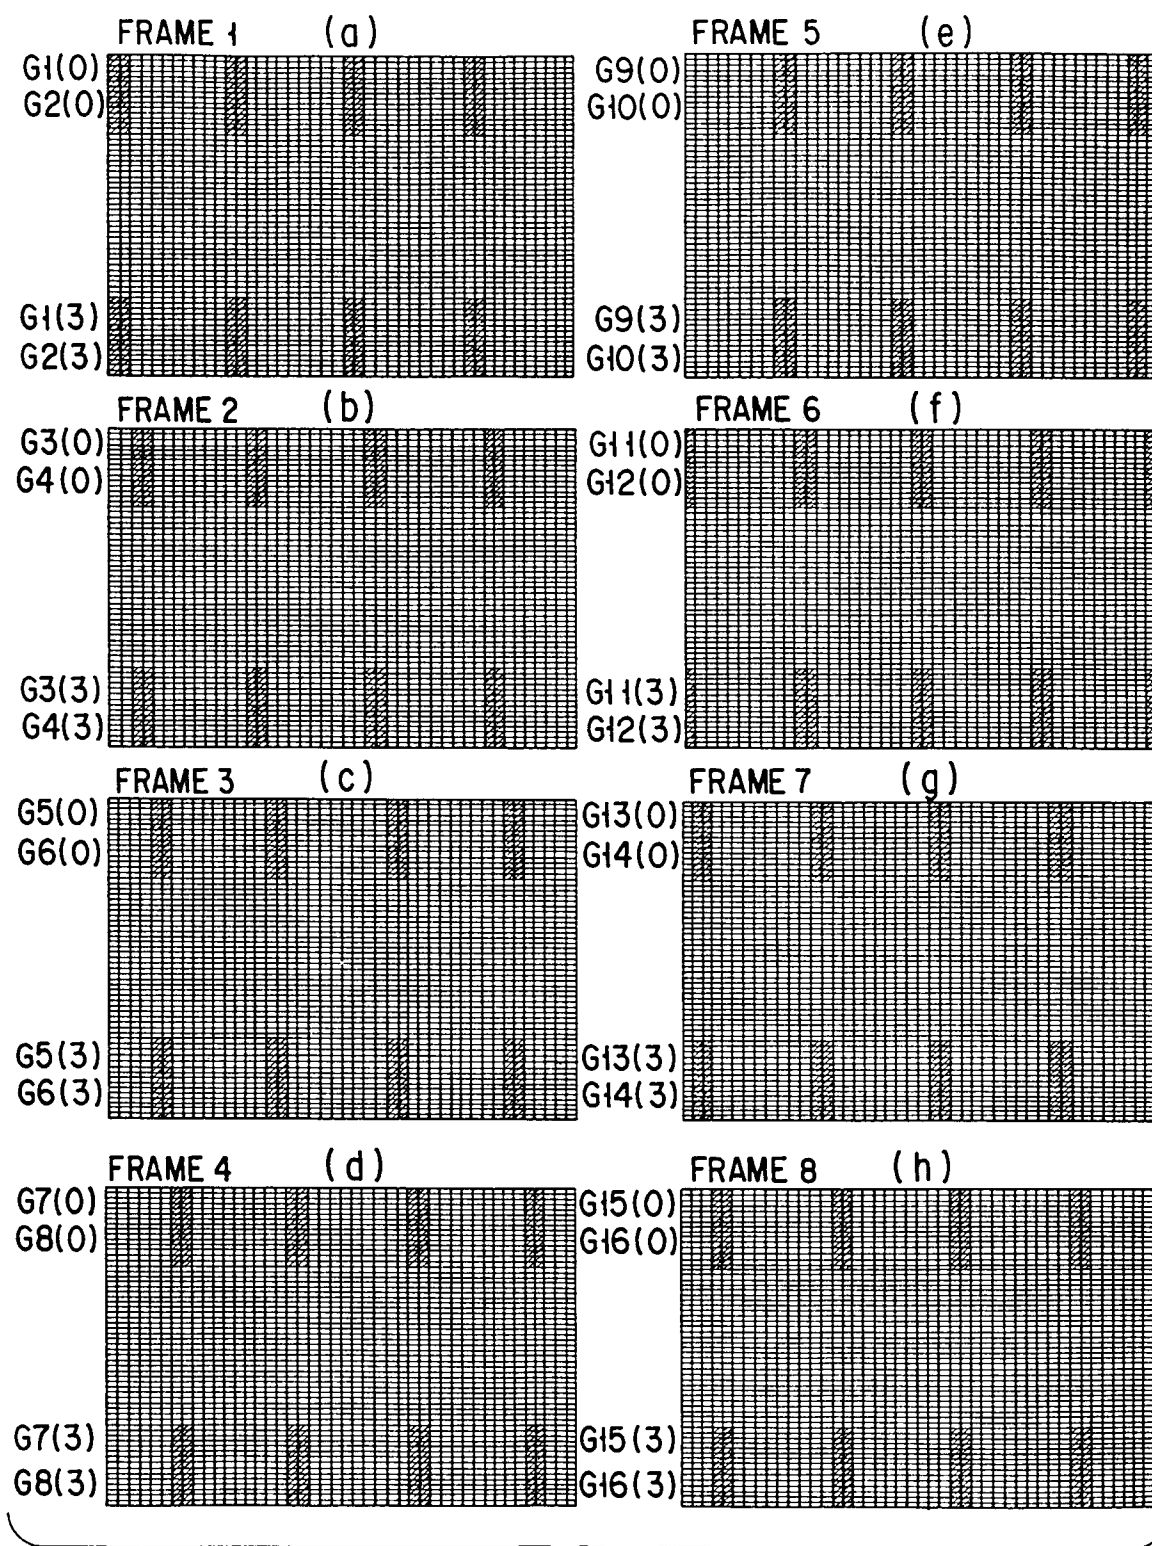 FRAME 1 (a)
G1(0)
G2(0)
G1(3)
G2(3)
FRAME 2 (b)
G3(0)
G4(0)
G3(3)
G4(3)
FRAME 3 (c)
G5(0)
G6(0)
G5(3)
G6(3)
FRAME 4 (d)
G7(0)
G8(0)
G7(3)
G8(3)
FRAME 5 (e)
G9(0)
G10(0)
G9(3)
G10(3)
FRAME 6 (f)
G11(0)
G12(0)
G11(3)
G12(3)
FRAME 7 (g)
G13(0)
G14(0)
G13(3)
G14(3)
FRAME 8 (h)
G15(0)
G16(0)
G15(3)
G16(3)